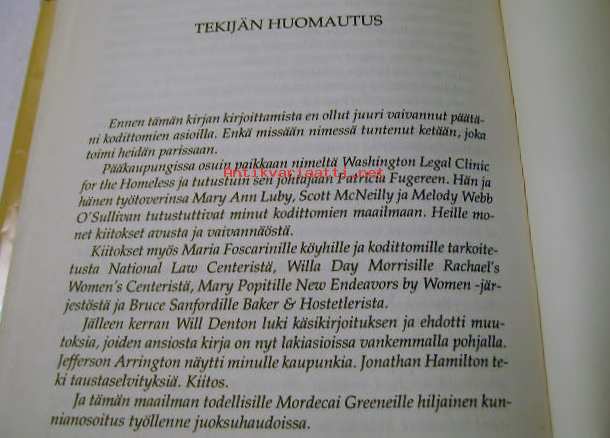 TEKIJÄN HUOMAUTUS
Ennen tämän kirjan kirjoittamista en ollut juuri vaivannut päätä-
ni kodittomien asioilla. Enkä missään nimessä tuntenut ketään, joka
toimi heidän parissaan.
Pääkaupungissa osuin paikkaan nimeltä Washington Legal Clinic
for the Homeless ja tutustuin sen johtajaan Patricia Fugereen. Hän ja
Antikvariaatti.net
hänen työtoverinsa Mary Ann Luby, Scott McNeilly ja Melody Webb
O'Sullivan tutustuttivat minut kodittomien maailmaan. Heille mo-
net kiitokset avusta ja vaivannäöstä.
Kiitokset myös Maria Foscarinille köyhille ja kodittomille tarkoite-
tusta National Law Centeristä, Willa Day Morrisille Rachael's
Women's Centeristä, Mary Popitille New Endeavors by Women -jär-
jestöstä ja Bruce Sanfordille Baker & Hostetlerista.
Jälleen kerran Will Denton luki käsikirjoituksen ja ehdotti muu-
toksia, joiden ansiosta kirja on nyt lakiasioissa vankemmalla pohjalla.
Jefferson Arrington näytti minulle kaupunkia. Jonathan Hamilton te-
ki taustaselvityksiä. Kiitos.
Ja tämän maailman todellisille Mordecai Greeneille hiljainen kun-
nianosoitus työllenne juoksuhaudoissa.